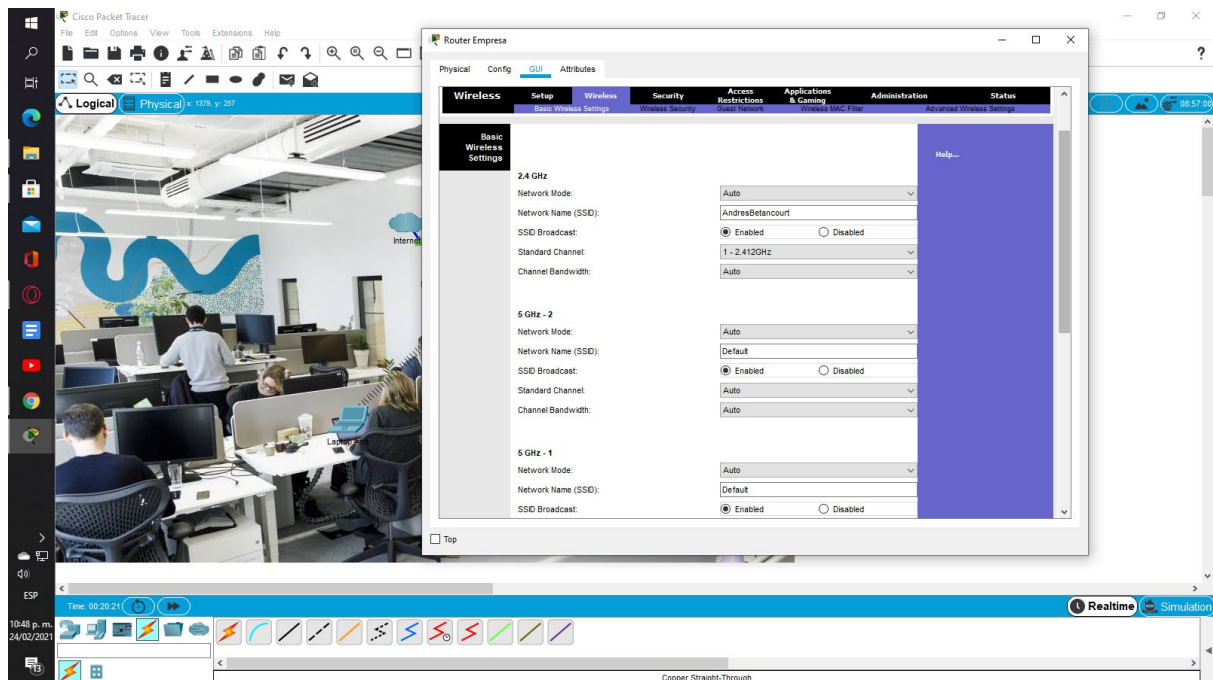 Cisco Packet Tracer
File Edit Options View Tools Extensions Help
?
Logical
Physical x: 1379, y: 257
08:57:00
Internet
Router Empresa
Physical Config GUI Attributes
Wireless
Setup Wireless Security Access Restrictions Applications & Gaming Administration Status
Basic Wireless Settings Wireless Security Guest Network Wireless MAC Filter Advanced Wireless Settings
Basic Wireless Settings
Help...
2.4 GHz
Network Mode: Auto
Network Name (SSID): AndresBetancourt
SSID Broadcast: Enabled Disabled
Standard Channel: 1 - 2.412GHz
Channel Bandwidth: Auto
5 GHz - 2
Network Mode: Auto
Network Name (SSID): Default
SSID Broadcast: Enabled Disabled
Standard Channel: Auto
Channel Bandwidth: Auto
5 GHz - 1
Network Mode: Auto
Network Name (SSID): Default
SSID Broadcast: Enabled Disabled
Top
Time: 00:20:21
Realtime
Simulation
ESP
10:48 p. m.
24/02/2021
13
Copper Straight-Through